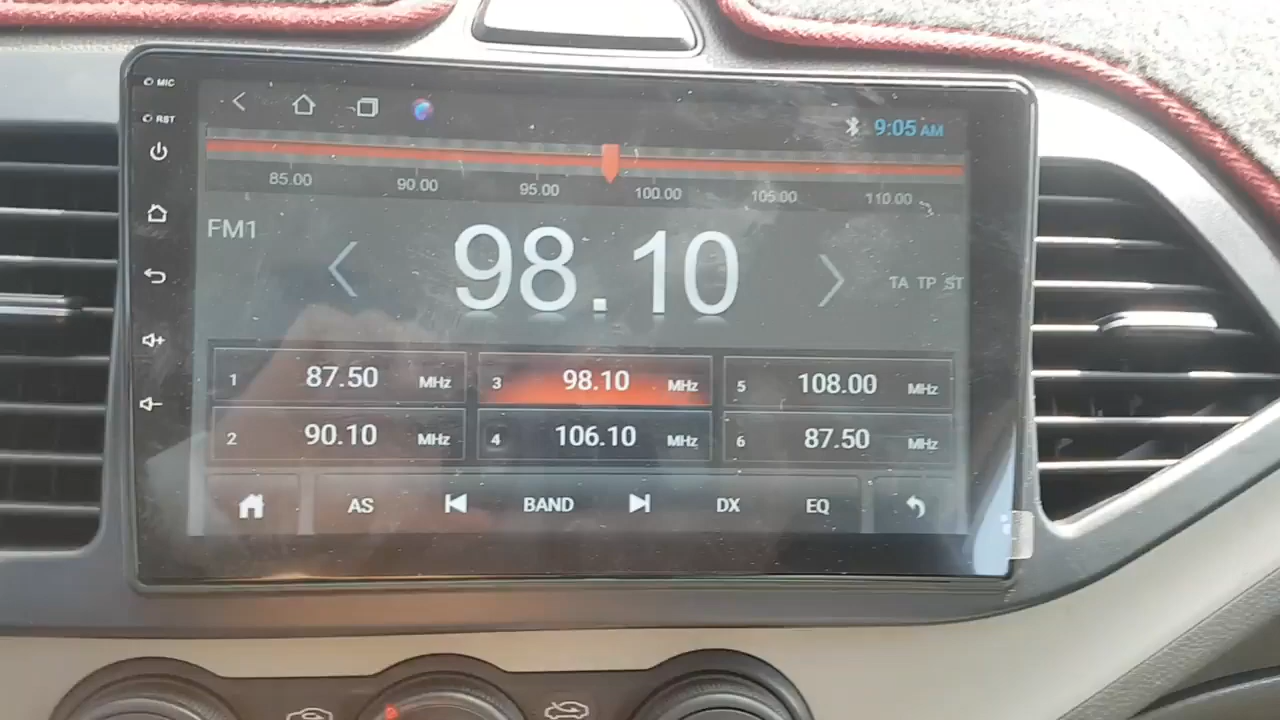 MIC
RST
9:05 AM
85.00 90.00 95.00 100.00 105.00 110.00
FM1
98.10
TA TP ST
1 87.50 MHz 3 98.10 MHz 5 108.00 MHz
2 90.10 MHz 4 106.10 MHz 6 87.50 MHz
AS BAND DX EQ